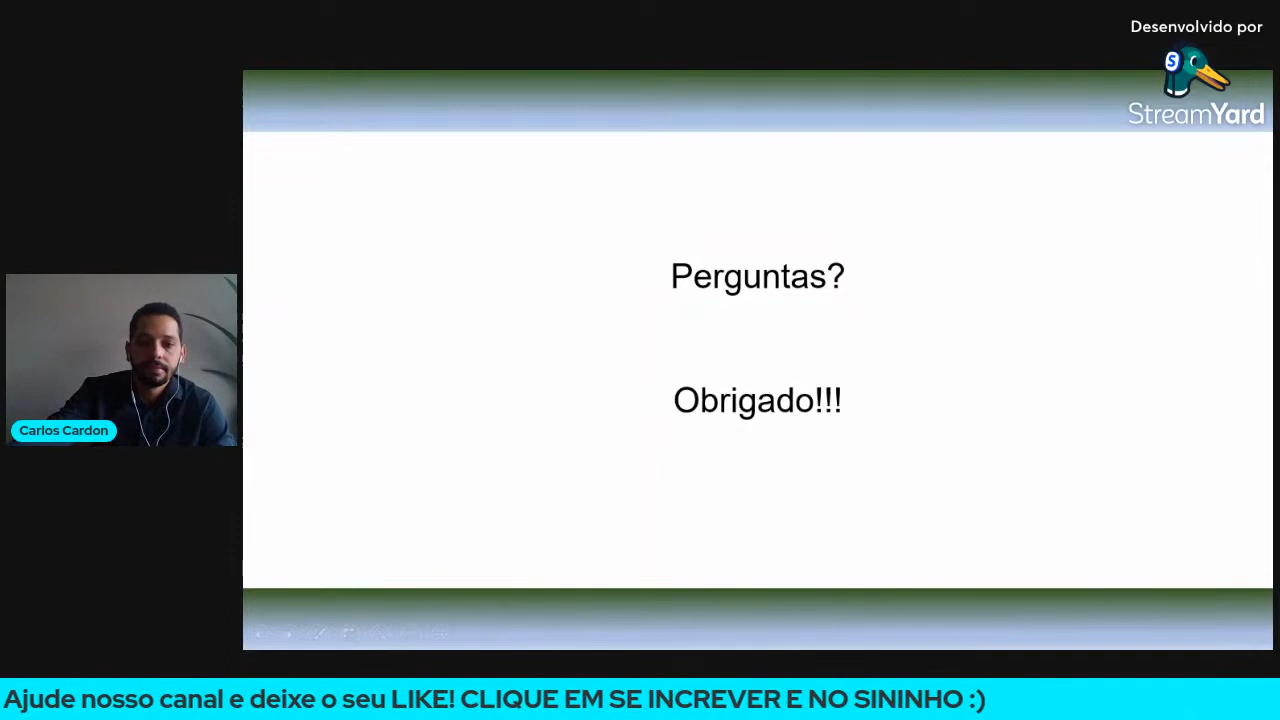 Desenvolvido por
S
StreamYard
Perguntas?
Obrigado!!!
Carlos Cardon
Ajude nosso canal e deixe o seu LIKE! CLIQUE EM SE INCREVER E NO SININHO :)